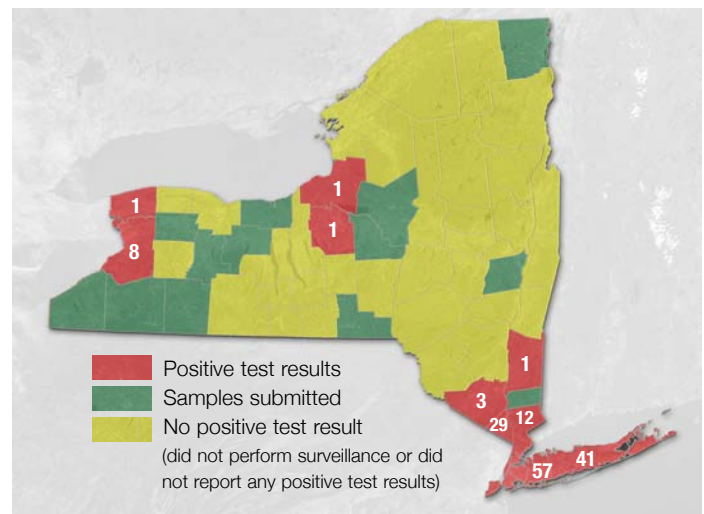 1
1
1
8
1
3
12
29
41
57
Positive test results
Samples submitted
No positive test result
(did not perform surveillance or did
not report any positive test results)